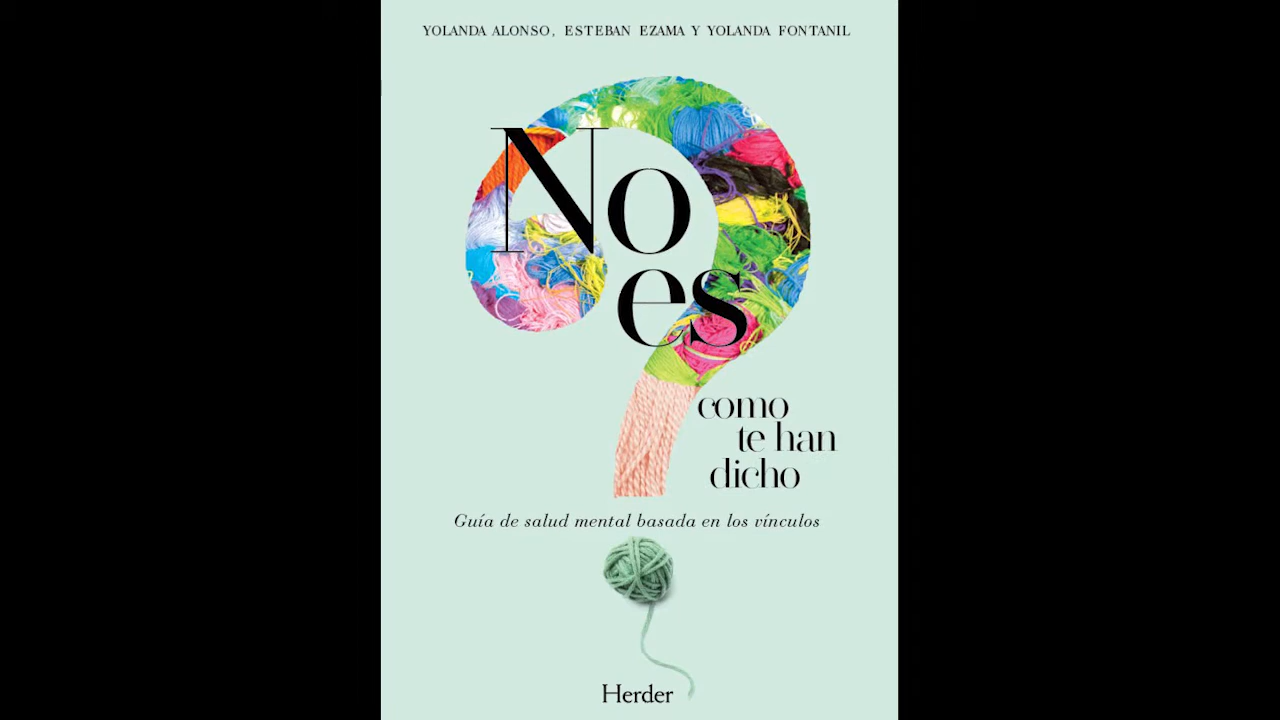 YOLANDA ALONSO, ESTEBAN EZAMA Y YOLANDA FONTANIL
No
es
como
te han
dicho
Guía de salud mental basada en los vínculos
Herder